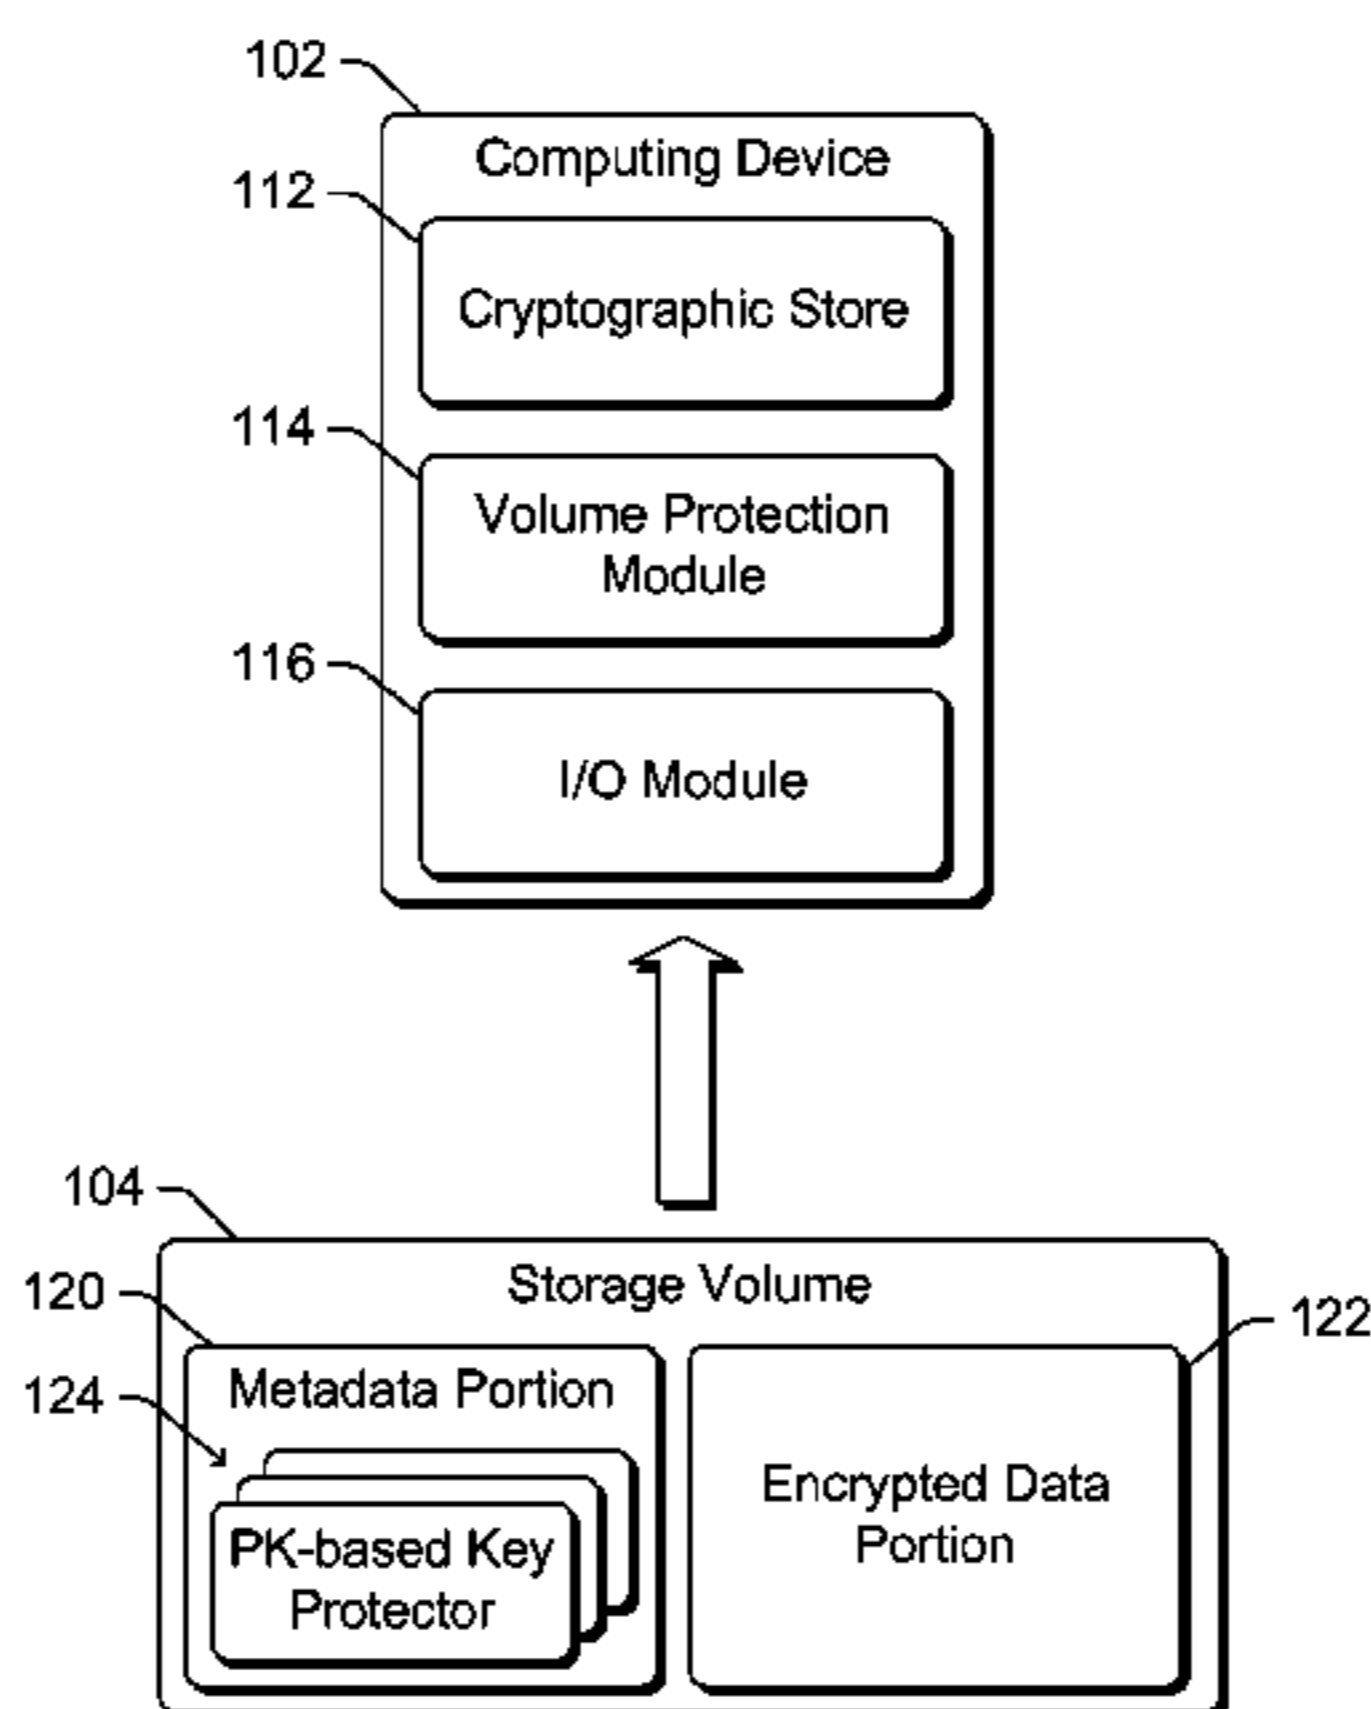 102
Computing Device
112
Cryptographic Store
114
Volume Protection
Module
116
I/O Module
104
Storage Volume
120
122
Metadata Portion
124
Encrypted Data
Portion
PK-based Key
Protector